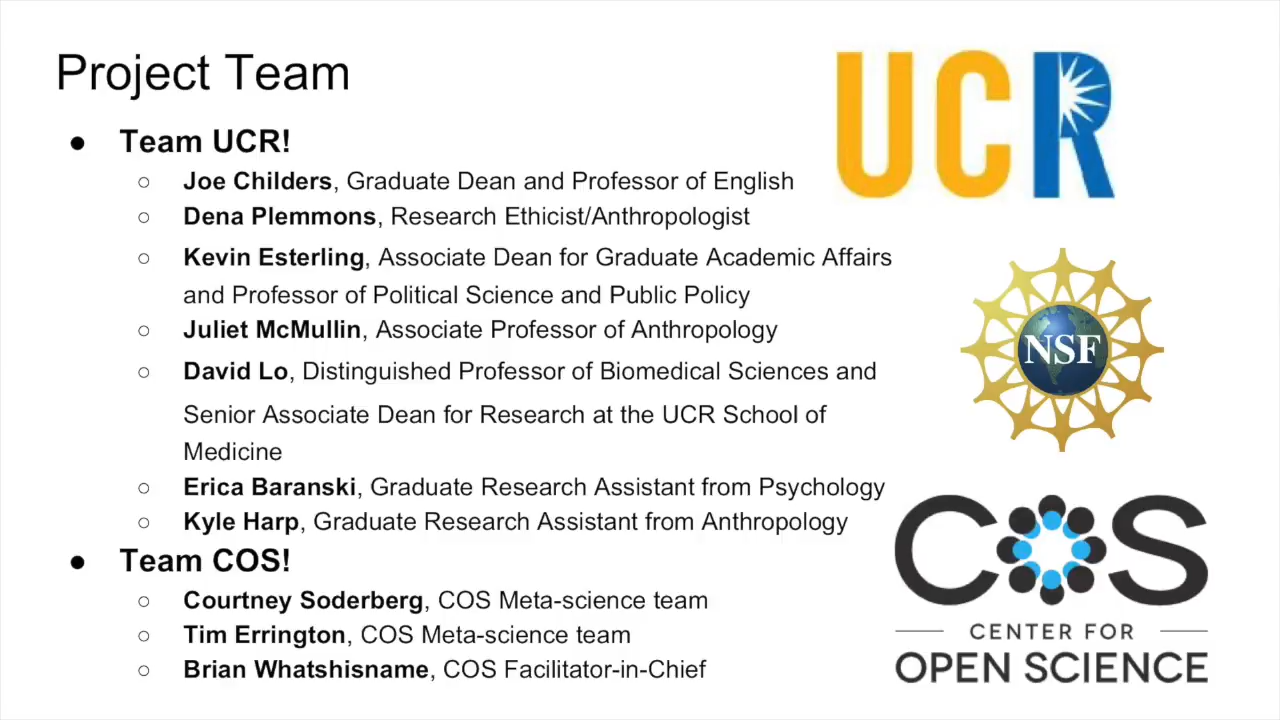 Project Team
● Team UCR!
○ Joe Childers, Graduate Dean and Professor of English
○ Dena Plemmons, Research Ethicist/Anthropologist
○ Kevin Esterling, Associate Dean for Graduate Academic Affairs
and Professor of Political Science and Public Policy
○ Juliet McMullin, Associate Professor of Anthropology
○ David Lo, Distinguished Professor of Biomedical Sciences and
Senior Associate Dean for Research at the UCR School of
Medicine
○ Erica Baranski, Graduate Research Assistant from Psychology
○ Kyle Harp, Graduate Research Assistant from Anthropology
● Team COS!
○ Courtney Soderberg, COS Meta-science team
○ Tim Errington, COS Meta-science team
○ Brian Whatshisname, COS Facilitator-in-Chief
UCR
NSF
COS
CENTER FOR
OPEN SCIENCE